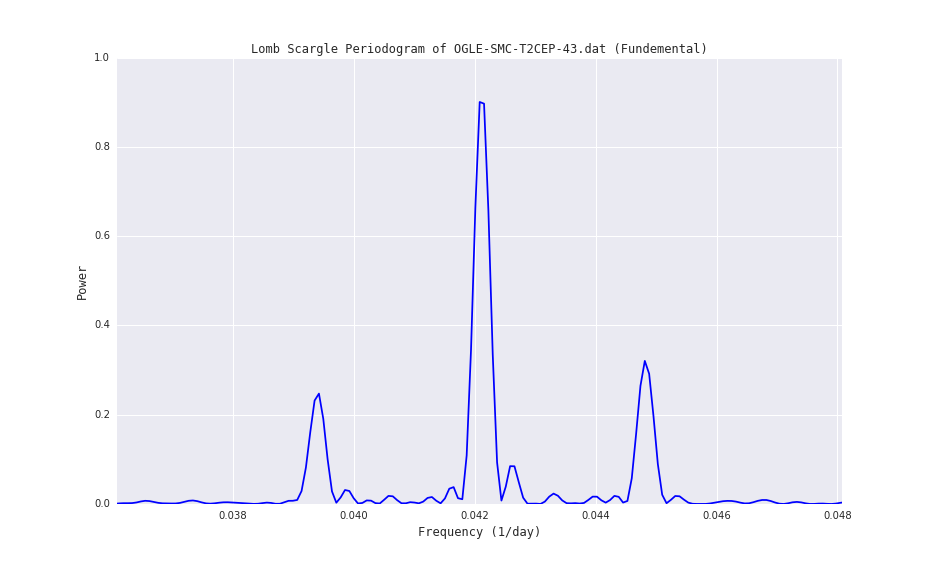 Lomb Scargle Periodogram of OGLE-SMC-T2CEP-43.dat (Fundemental)
1.0
0.8
0.6
0.4
0.2
0.0
Power
0.038 0.040 0.042 0.044 0.046 0.048
Frequency (1/day)